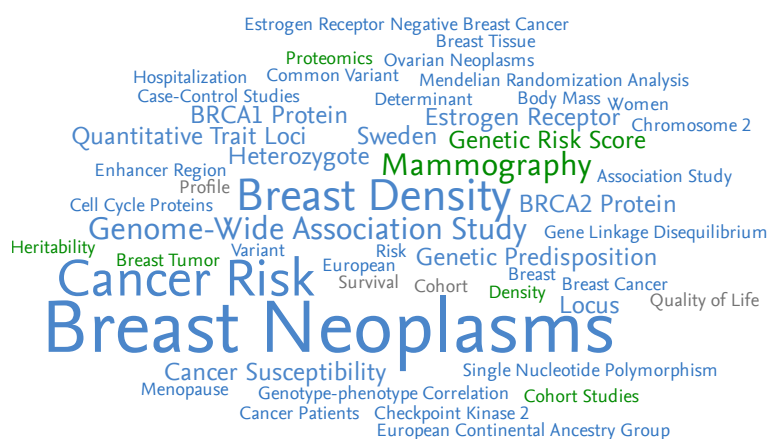 Estrogen Receptor Negative Breast Cancer
Breast Tissue
Proteomics
Ovarian Neoplasms
Hospitalization
Common Variant
Mendelian Randomization Analysis
Case-Control Studies
Determinant
Body Mass
Women
BRCA1 Protein
Estrogen Receptor
Chromosome 2
Quantitative Trait Loci
Sweden
Genetic Risk Score
Heterozygote
Mammography
Enhancer Region
Association Study
Profile
Breast Density
BRCA2 Protein
Cell Cycle Proteins
Genome-Wide Association Study
Gene Linkage Disequilibrium
Heritability
Breast Tumor
Variant
Risk
Genetic Predisposition
European
Cancer Risk
Survival
Cohort
Breast
Density
Breast Cancer
Locus
Quality of Life
Breast Neoplasms
Cancer Susceptibility
Single Nucleotide Polymorphism
Menopause
Genotype-phenotype Correlation
Cohort Studies
Cancer Patients
Checkpoint Kinase 2
European Continental Ancestry Group